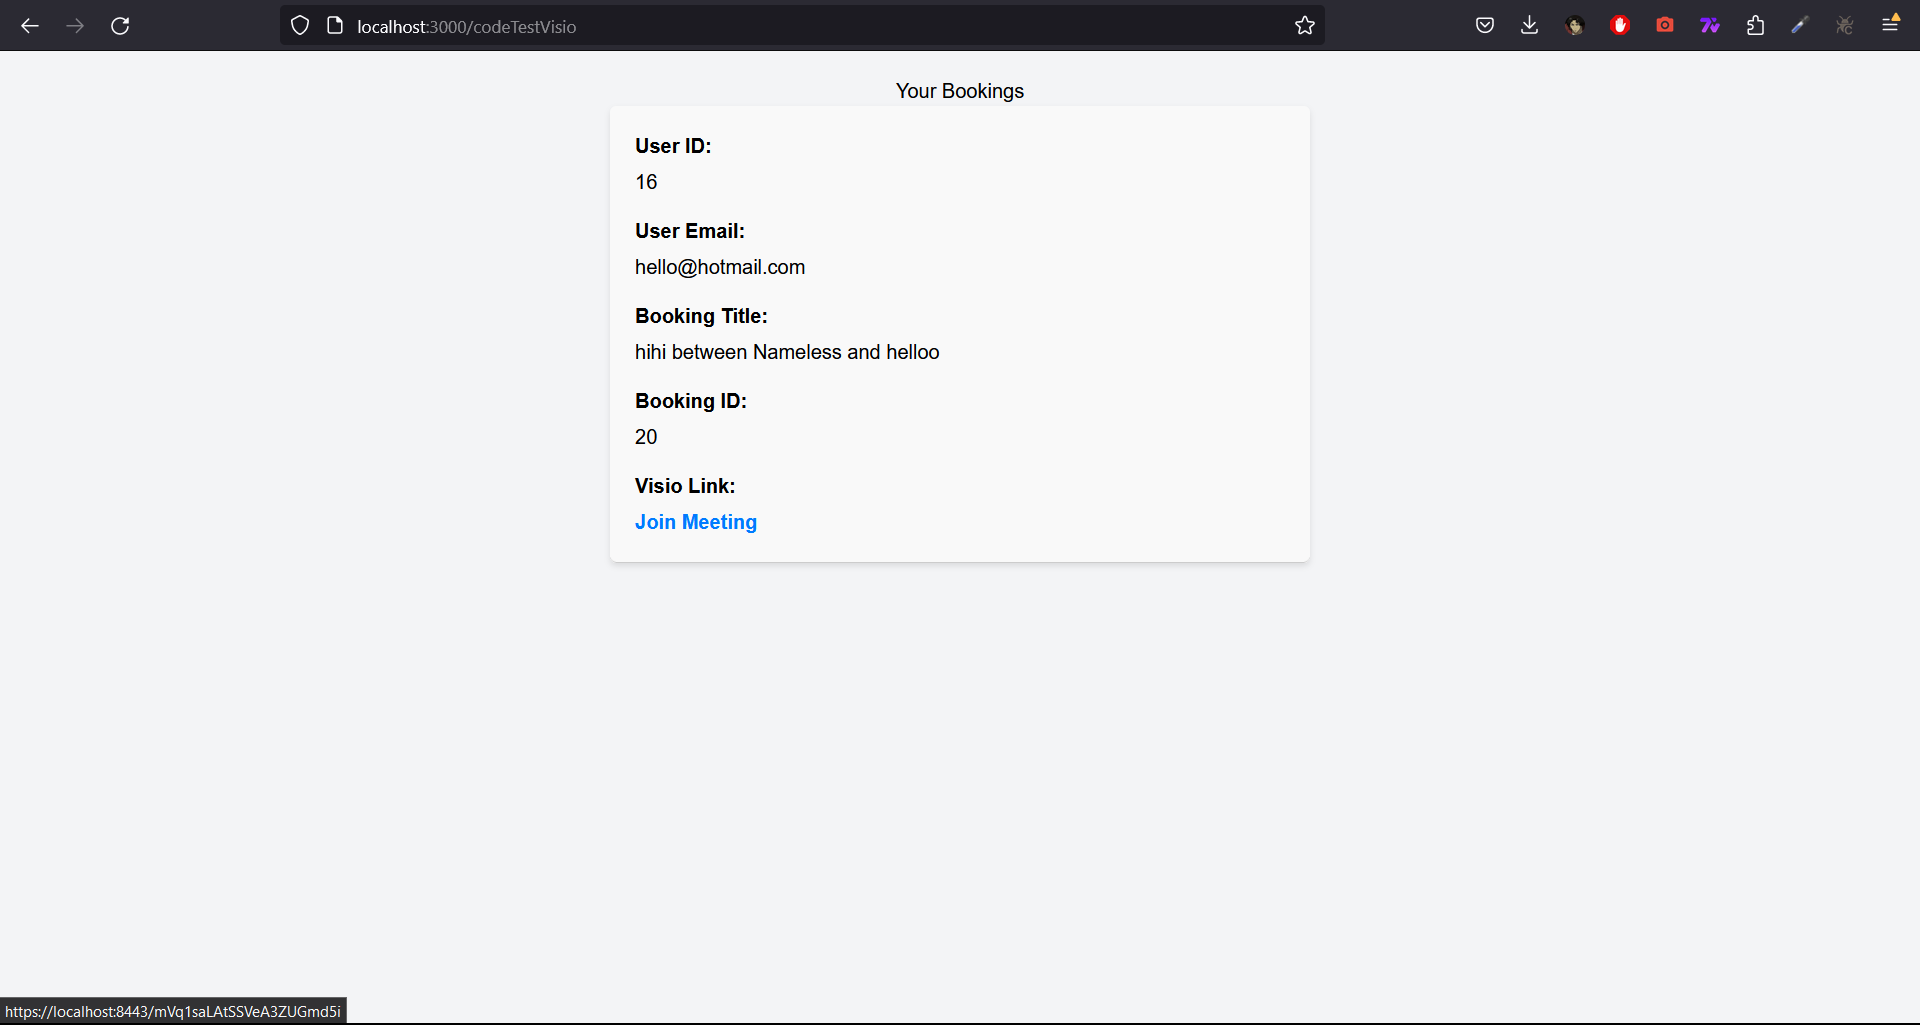 localhost:3000/codeTestVisio
Your Bookings
User ID:
16
User Email:
hello@hotmail.com
Booking Title:
hihi between Nameless and helloo
Booking ID:
20
Visio Link:
Join Meeting
https://localhost:8443/mVq1saLAtSSVeA3ZUGmd5i